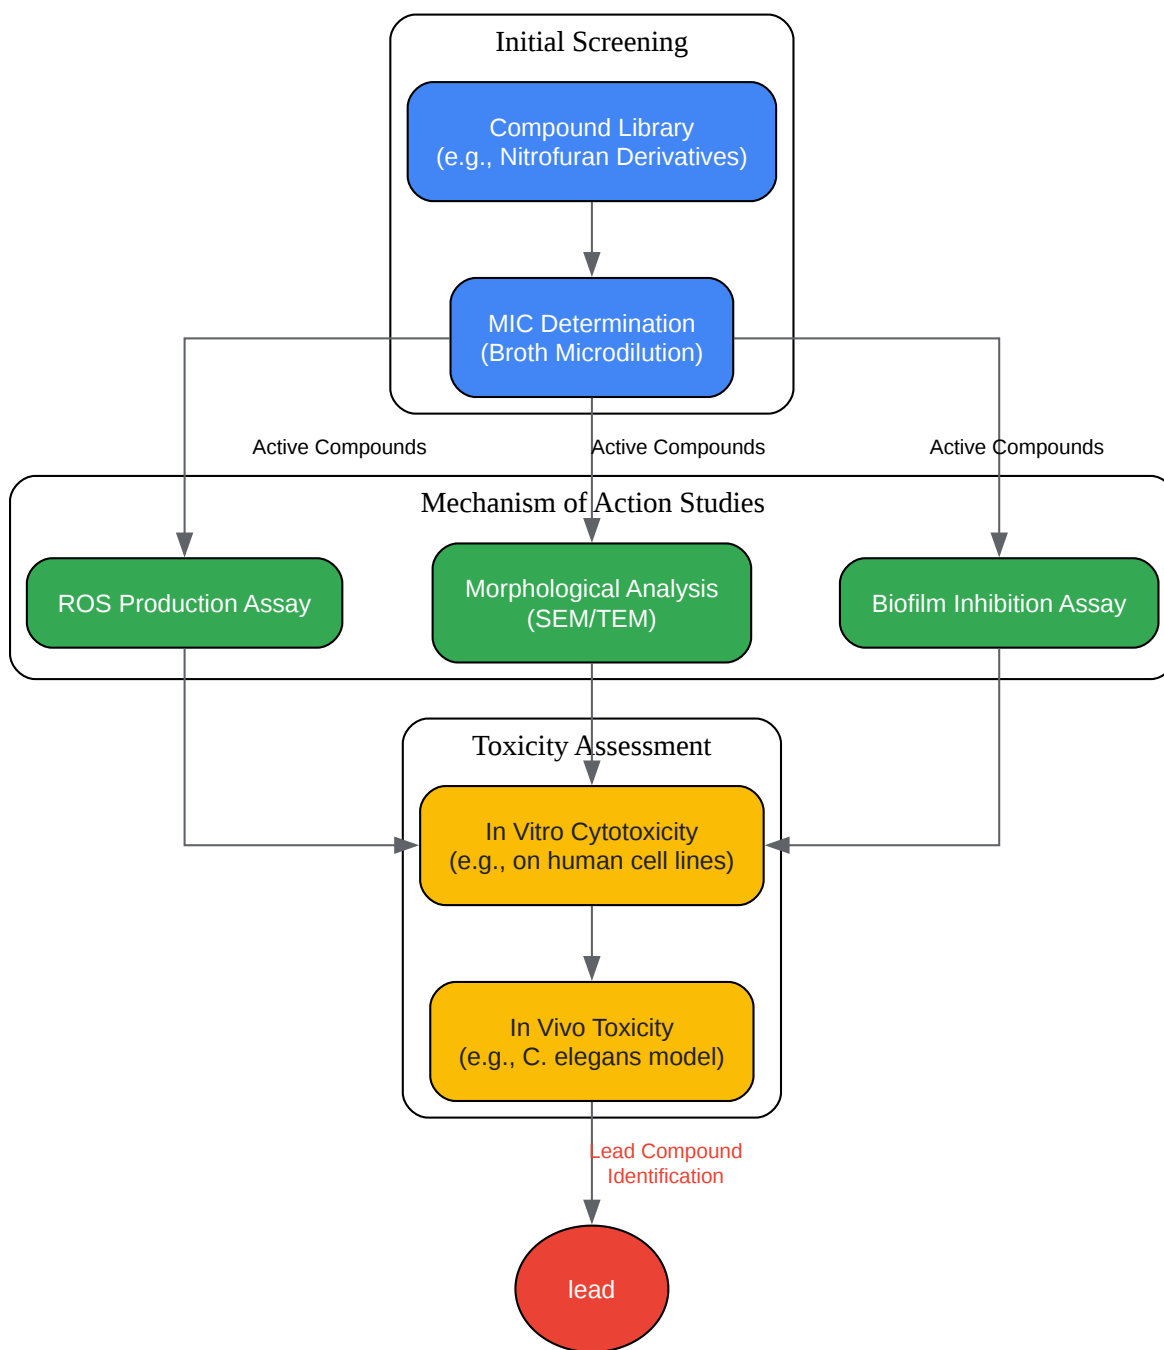 Initial Screening
Compound Library
(e.g., Nitrofuran Derivatives)
MIC Determination
(Broth Microdilution)
Active Compounds
Active Compounds
Active Compounds
Mechanism of Action Studies
ROS Production Assay
Morphological Analysis
(SEM/TEM)
Biofilm Inhibition Assay
Toxicity Assessment
In Vitro Cytotoxicity
(e.g., on human cell lines)
In Vivo Toxicity
(e.g., C. elegans model)
Lead Compound
Identification
lead